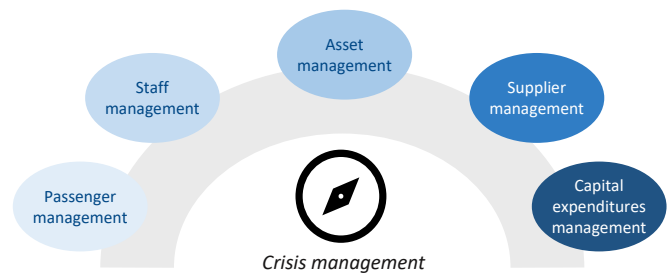 Asset
management
Staff
management
Supplier
management
Passenger
management
Capital
expenditures
management
Crisis management